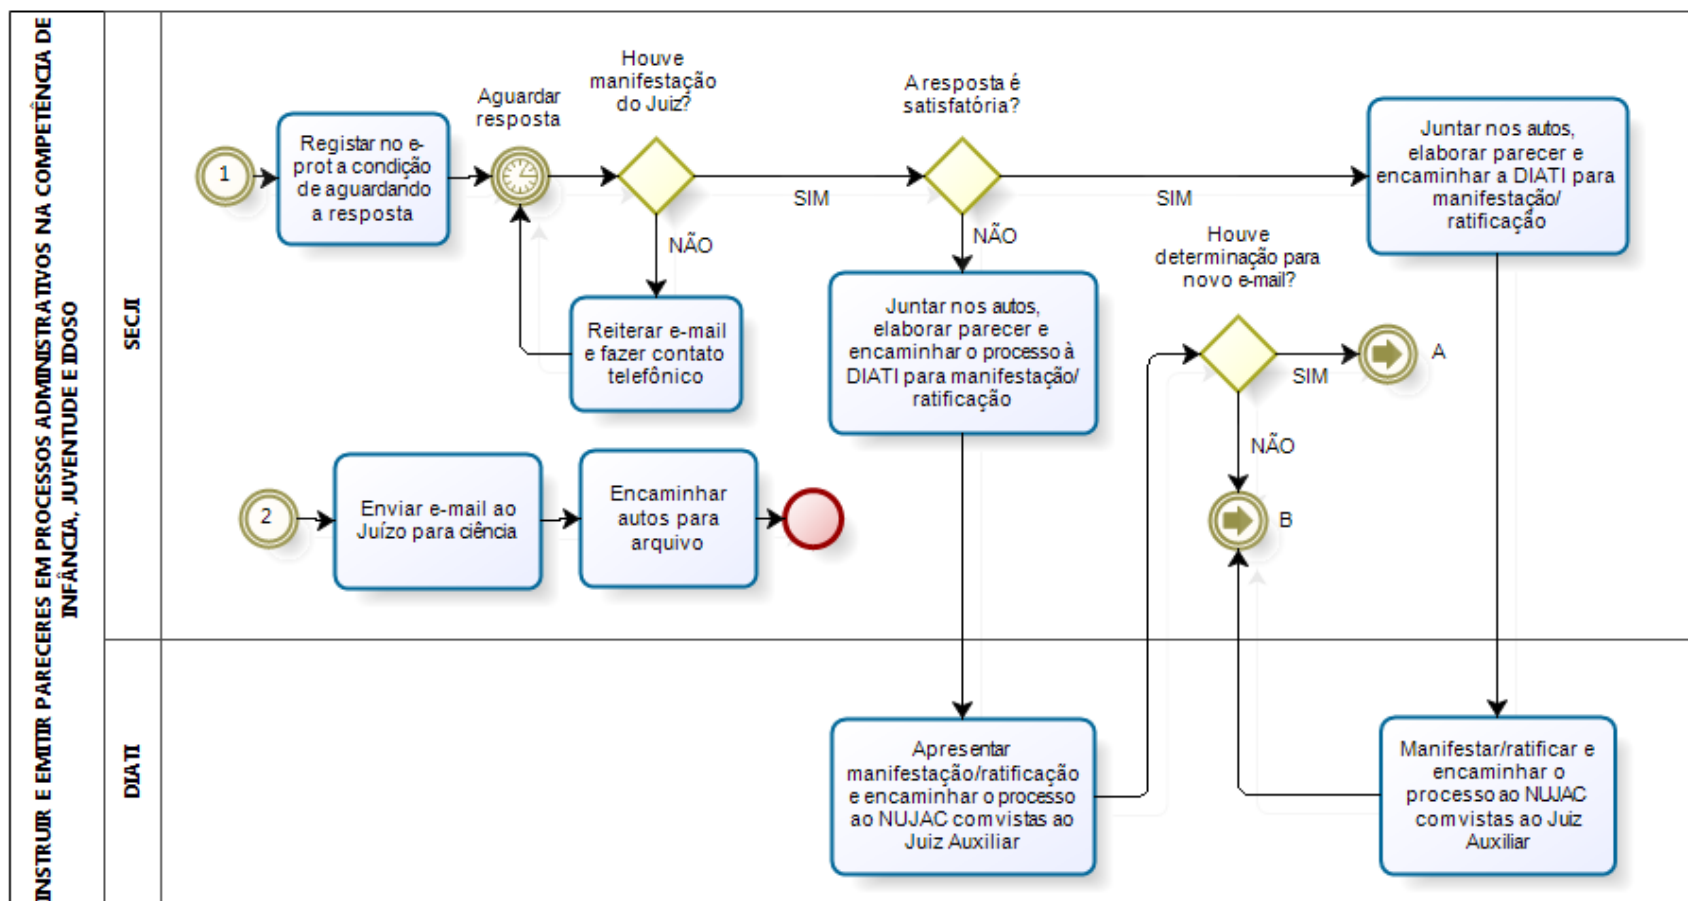 INSTRUIR E EMITIR PARECERES EM PROCESSOS ADMINISTRATIVOS NA COMPETÊNCIA DE
INFÂNCIA, JUVENTUDE E IDOSO
SECJI
1
Registar no e-
prot a condição
de aguardando
a resposta
Aguardar
resposta
Houve
manifestação
do Juiz?
SIM
NÃO
Reiterar e-mail
e fazer contato
telefônico
A resposta é
satisfatória?
SIM
NÃO
Juntar nos autos,
elaborar parecer e
encaminhar a DIATI para
manifestação/
ratificação
Juntar nos autos,
elaborar parecer e
encaminhar o processo à
DIATI para manifestação/
ratificação
Houve
determinação para
novo e-mail?
SIM
A
NÃO
B
2
Enviar e-mail ao
Juízo para ciência
Encaminhar
autos para
arquivo
DIATI
Apresentar
manifestação/ratificação
e encaminhar o processo
ao NUJAC com vistas ao
Juiz Auxiliar
Manifestar/ratificar e
encaminhar o
processo ao NUJAC
com vistas ao Juiz
Auxiliar